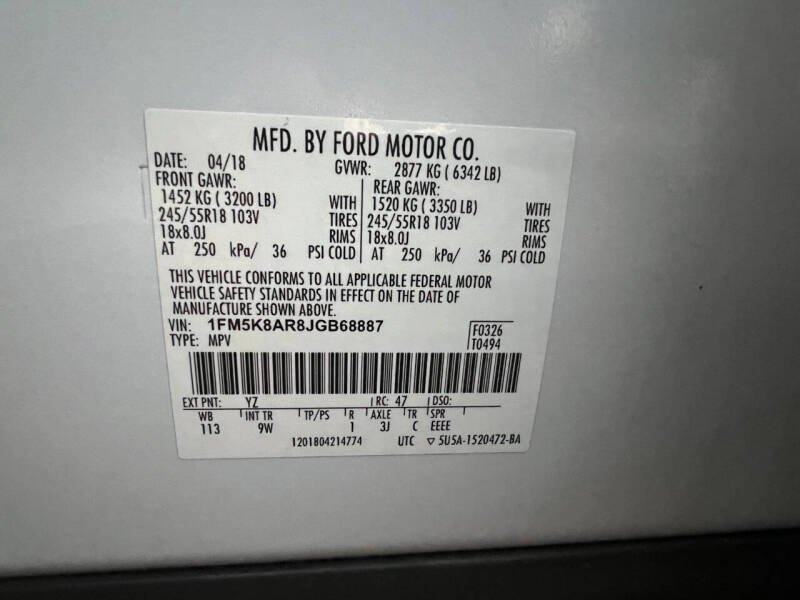 MFD. BY FORD MOTOR CO.
DATE: 04/18 GVWR: 2877 KG ( 6342 LB)
FRONT GAWR: REAR GAWR:
1452 KG ( 3200 LB) WITH 1520 KG ( 3350 LB) WITH
245/55R18 103V TIRES 245/55R18 103V TIRES
18x8.0J RIMS 18x8.0J RIMS
AT 250 kPa/ 36 PSI COLD AT 250 kPa/ 36 PSI COLD
THIS VEHICLE CONFORMS TO ALL APPLICABLE FEDERAL MOTOR
VEHICLE SAFETY STANDARDS IN EFFECT ON THE DATE OF
MANUFACTURE SHOWN ABOVE.
VIN: 1FM5K8AR8JGB68887 F0326
TYPE: MPV T0494
EXT PNT: YZ RC: 47 DSO:
WB INT TR TP/PS R AXLE TR SPR
113 9W 1 3J C EEEE
1201804214774 UTC ▽ 5U5A-1520472-BA